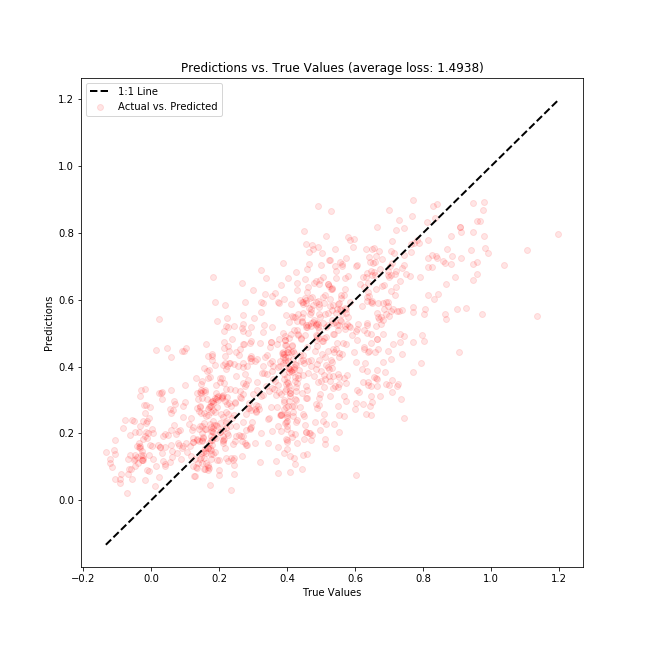 Predictions vs. True Values (average loss: 1.4938)
1:1 Line
Actual vs. Predicted
1.2
1.0
0.8
0.6
0.4
0.2
0.0
Predictions
−0.2 0.0 0.2 0.4 0.6 0.8 1.0 1.2
True Values